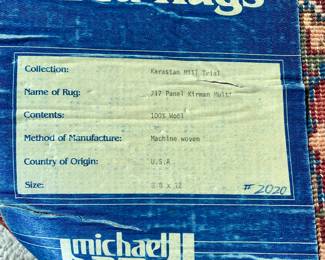 Rugs
Collection: Karastan Mill Trial
Name of Rug: 717 Panel Kirman Multi
Contents: 100% Wool
Method of Manufacture: Machine woven
Country of Origin: U.S.A
Size: 8.8 x 12 #2020
michael